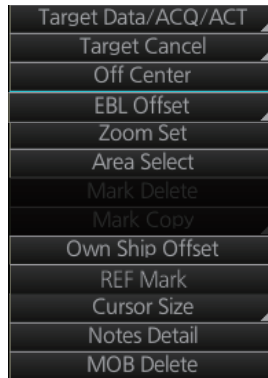 Target Data/ACQ/ACT
Target Cancel
Off Center
EBL Offset
Zoom Set
Area Select
Mark Delete
Mark Copy
Own Ship Offset
REF Mark
Cursor Size
Notes Detail
MOB Delete